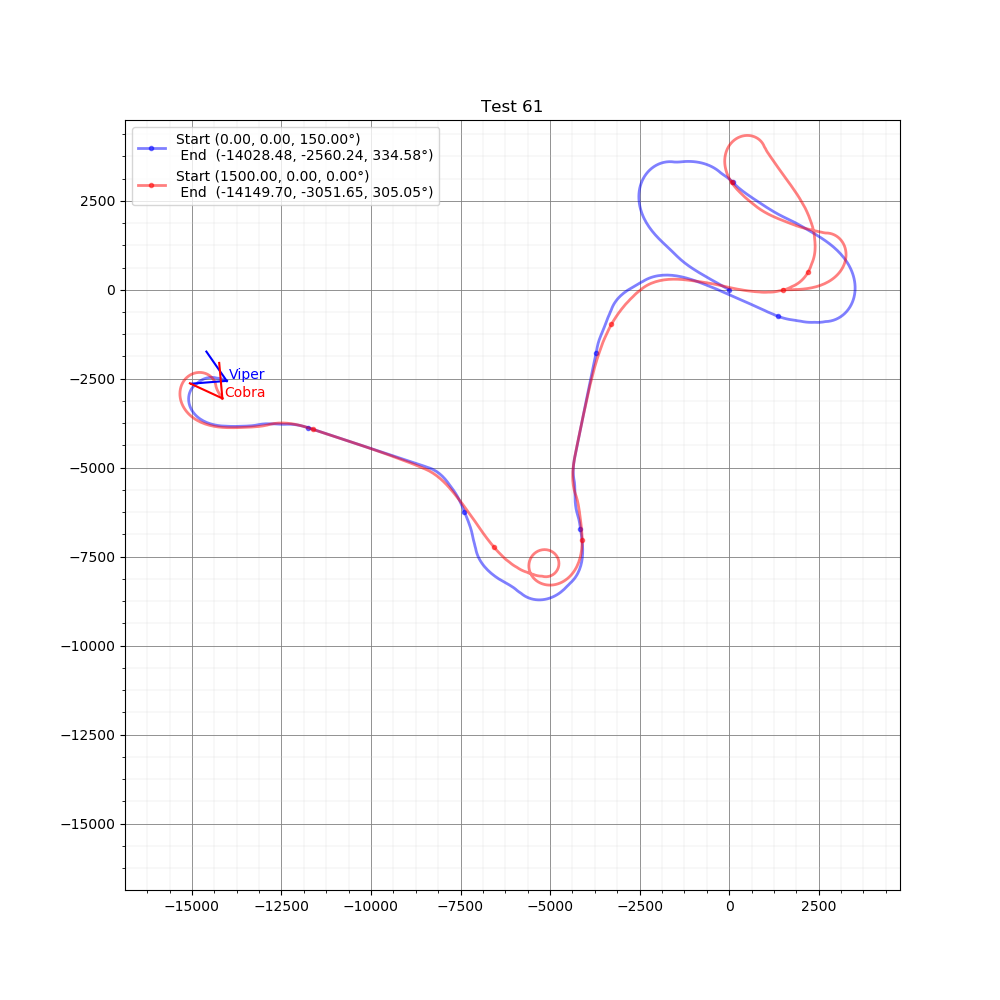 Test 61
Start (0.00, 0.00, 150.00°)
End  (-14028.48, -2560.24, 334.58°)
Start (1500.00, 0.00, 0.00°)
End  (-14149.70, -3051.65, 305.05°)
2500
0
−2500
−5000
−7500
−10000
−12500
−15000
Viper
Cobra
−15000 −12500 −10000 −7500 −5000 −2500 0 2500